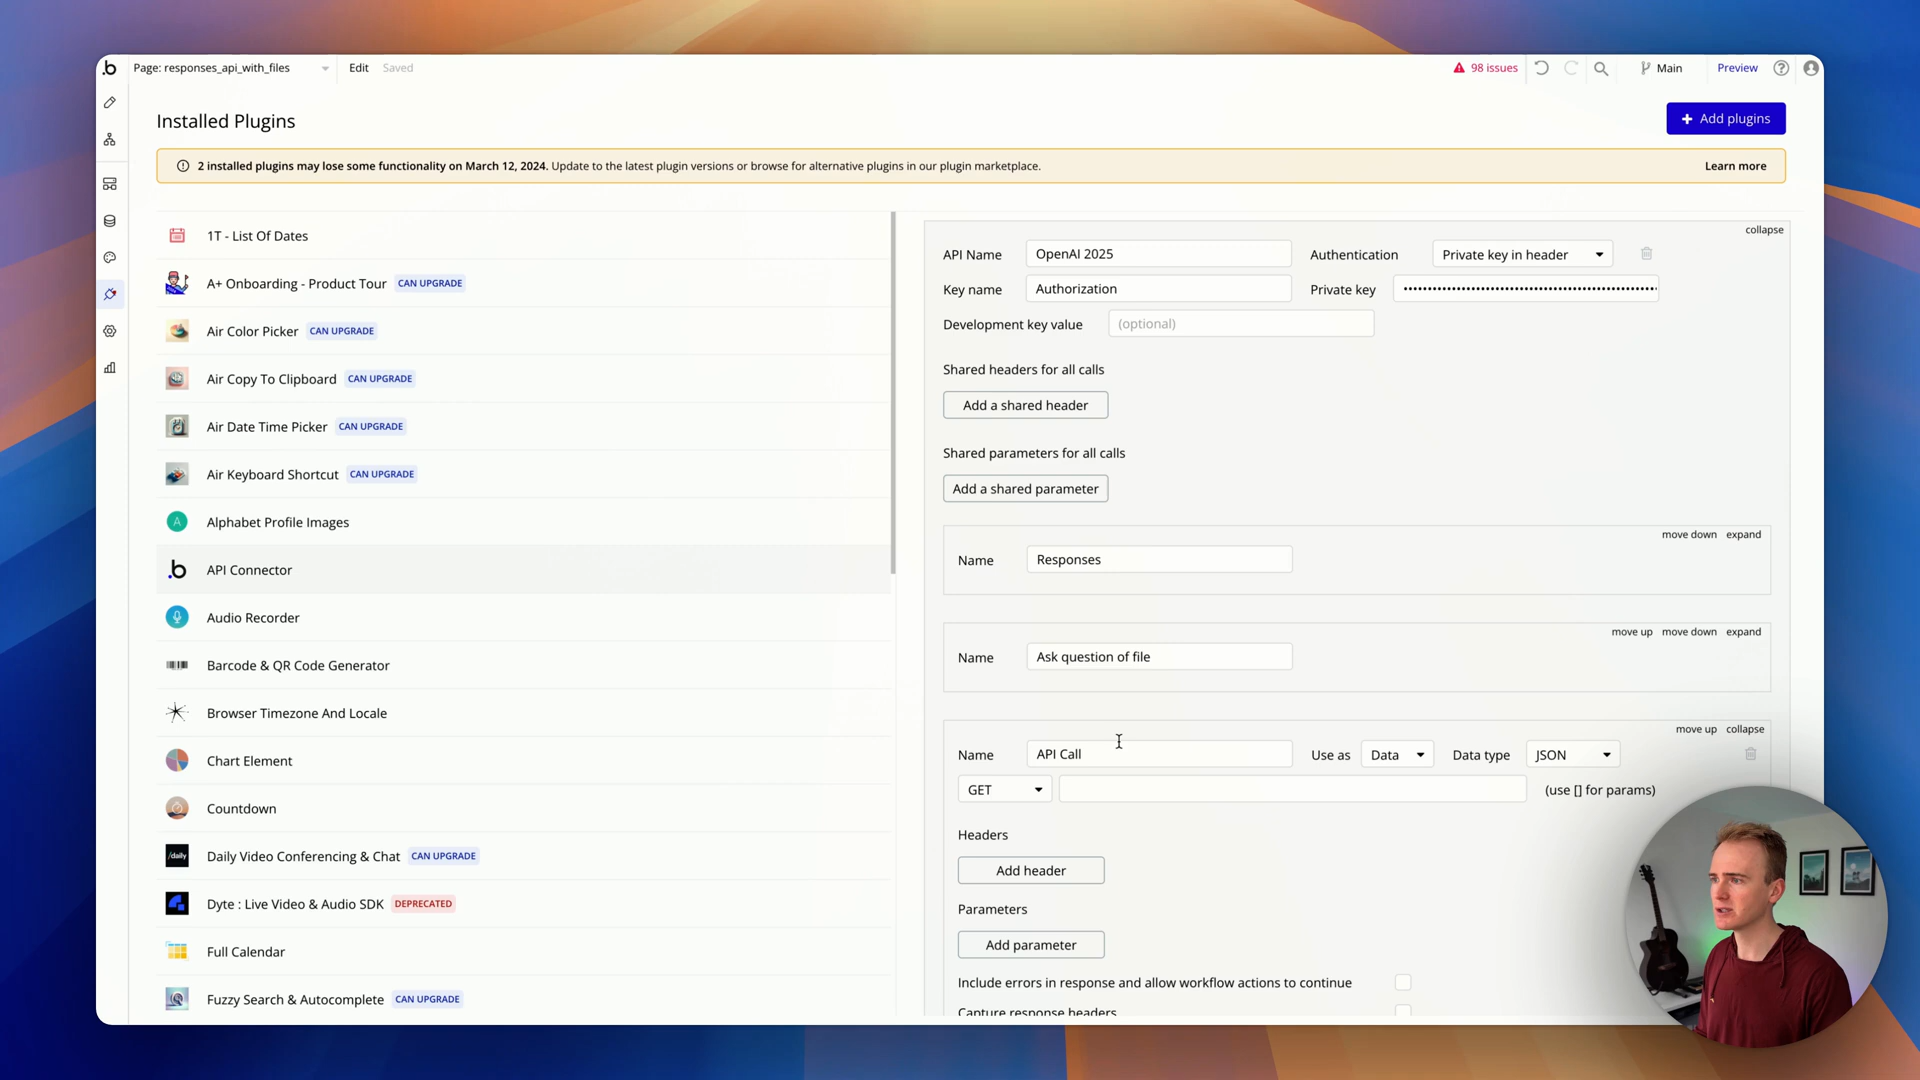 Page: responses_api_with_files
Edit
Saved
98 issues
Main
Preview
Installed Plugins
Add plugins
2 installed plugins may lose some functionality on March 12, 2024. Update to the latest plugin versions or browse for alternative plugins in our plugin marketplace.
Learn more
1T - List Of Dates
A+ Onboarding - Product Tour CAN UPGRADE
Air Color Picker CAN UPGRADE
Air Copy To Clipboard CAN UPGRADE
Air Date Time Picker CAN UPGRADE
Air Keyboard Shortcut CAN UPGRADE
A Alphabet Profile Images
.b API Connector
Audio Recorder
Barcode & QR Code Generator
Browser Timezone And Locale
Chart Element
Countdown
/daily Daily Video Conferencing & Chat CAN UPGRADE
Dyte : Live Video & Audio SDK DEPRECATED
Full Calendar
Fuzzy Search & Autocomplete CAN UPGRADE
collapse
API Name OpenAI 2025 Authentication Private key in header
Key name Authorization Private key
Development key value (optional)
Shared headers for all calls
Add a shared header
Shared parameters for all calls
Add a shared parameter
move down expand
Name Responses
move up move down expand
Name Ask question of file
move up collapse
Name API Call Use as Data Data type JSON
GET (use [] for params)
Headers
Add header
Parameters
Add parameter
Include errors in response and allow workflow actions to continue
Capture response headers